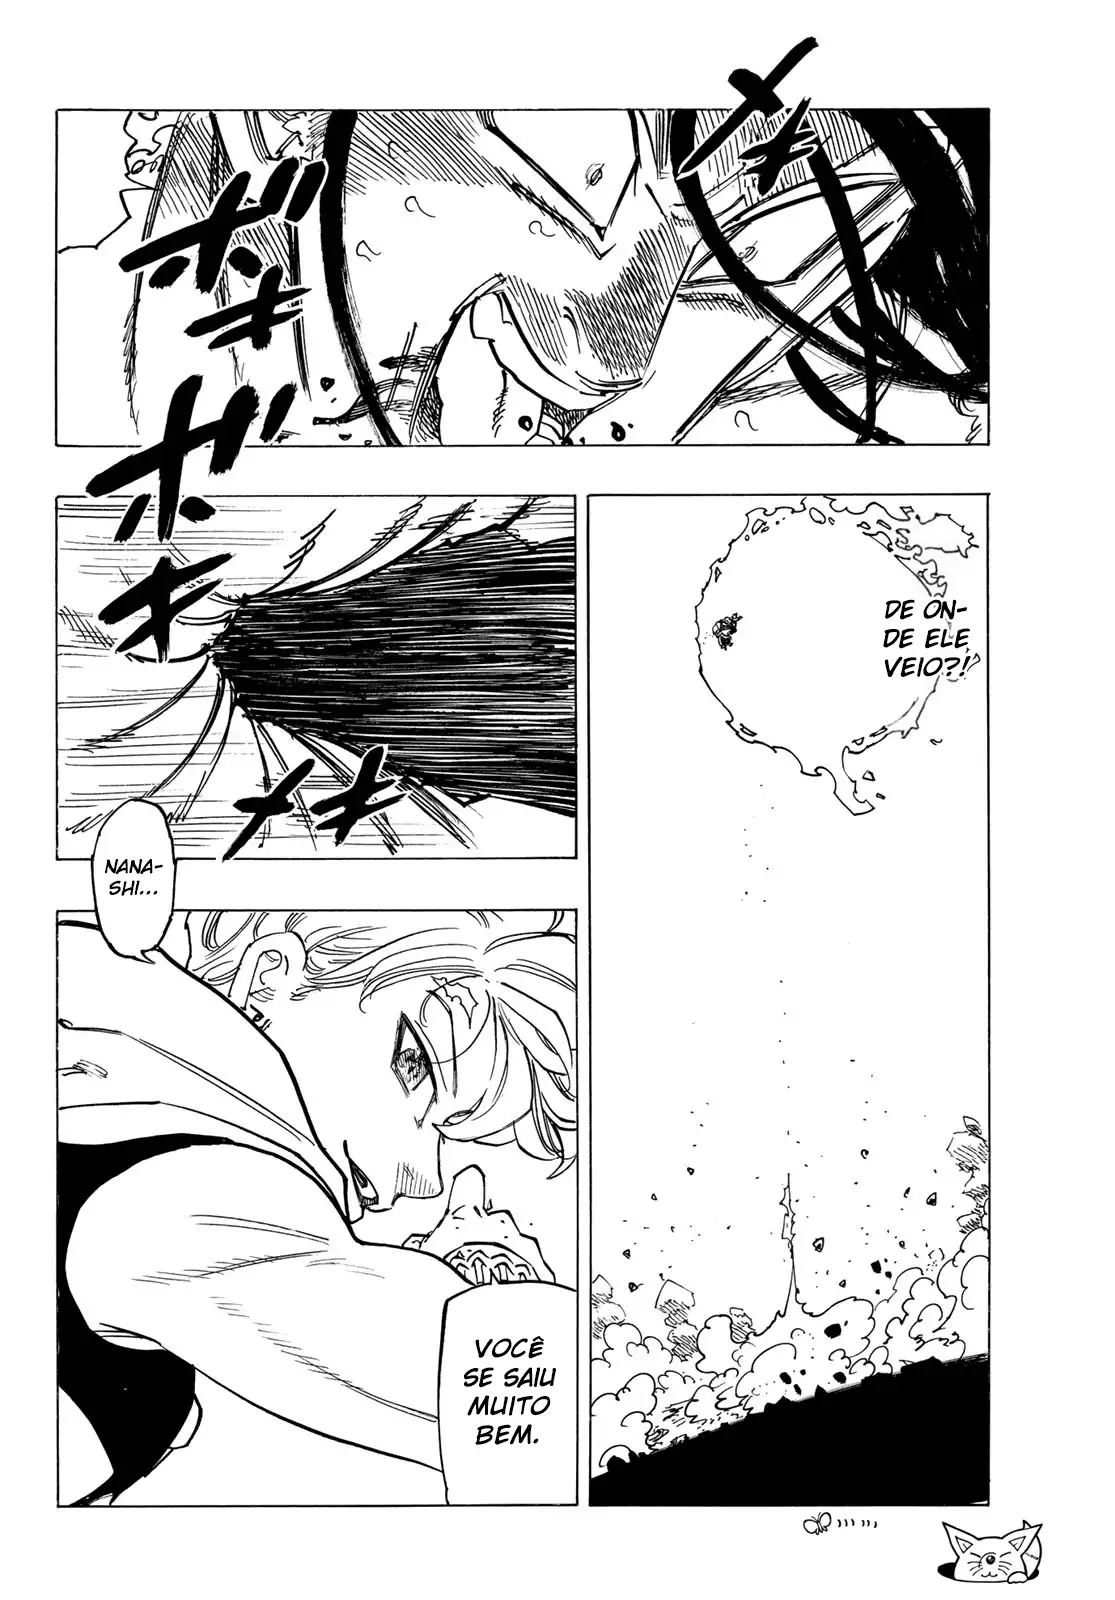 メキ
ボキ
ボキ
メキ
DE ON-
DE ELE
VEIO?!
NANA-
SHI...
VOCÊ
SE SAIU
MUITO
BEM.